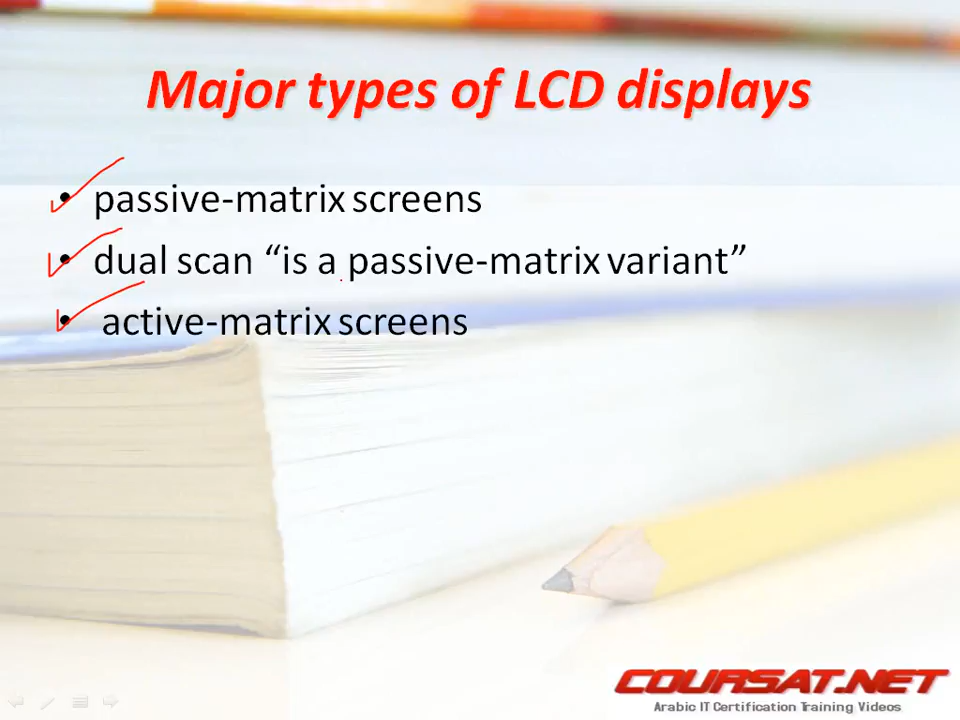 Major types of LCD displays
• passive-matrix screens
• dual scan “is a passive-matrix variant”
• active-matrix screens
COURSAT.NET
Arabic IT Certification Training Videos